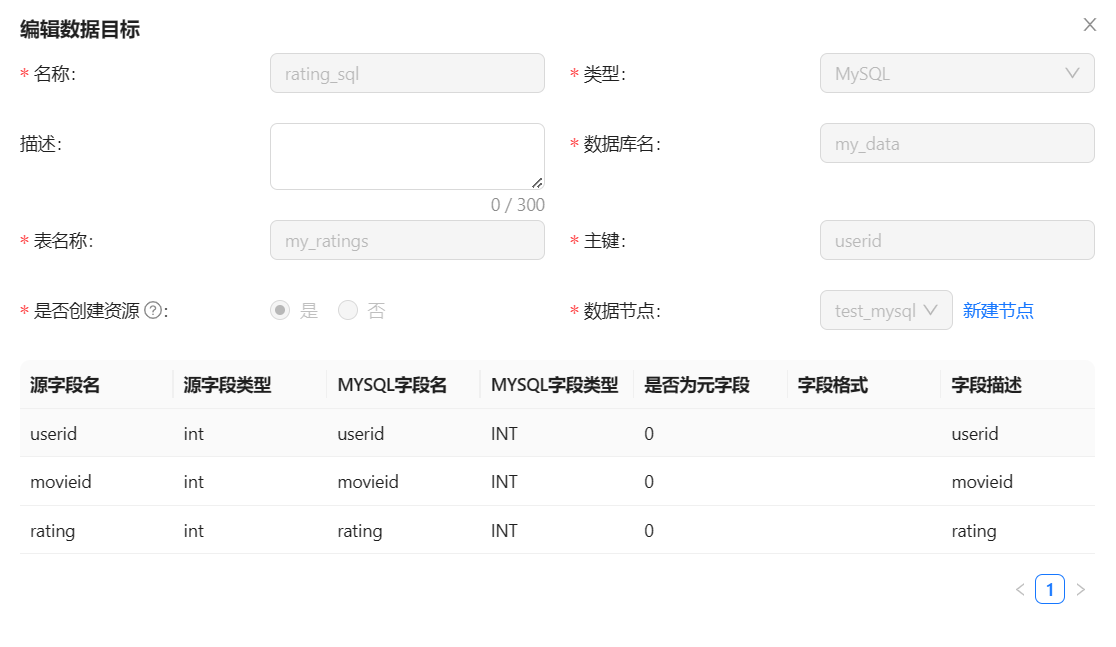 编辑数据目标
* 名称: rating_sql * 类型: MySQL
描述: * 数据库名: my_data
0 / 300
* 表名称: my_ratings * 主键: userid
* 是否创建资源 ? : 是 否 * 数据节点: test_mysql 新建节点
源字段名 源字段类型 MYSQL字段名 MYSQL字段类型 是否为元字段 字段格式 字段描述
userid int userid INT 0 userid
movieid int movieid INT 0 movieid
rating int rating INT 0 rating
< 1 >